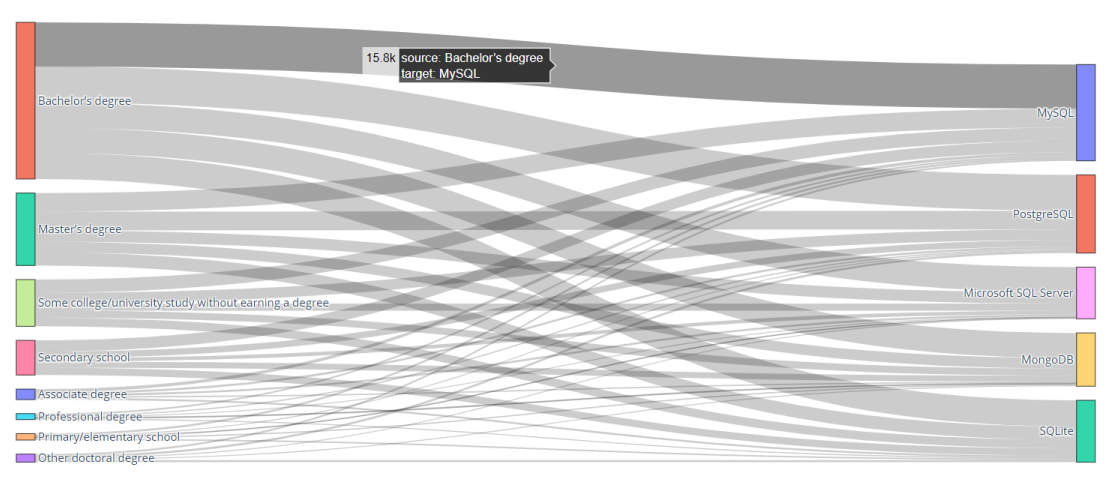 15.8k
source: Bachelor's degree
target: MySQL
Bachelor's degree
Master's degree
Some college/university study without earning a degree
Secondary school
Associate degree
Professional degree
Primary/elementary school
Other doctoral degree
MySQL
PostgreSQL
Microsoft SQL Server
MongoDB
SQLite